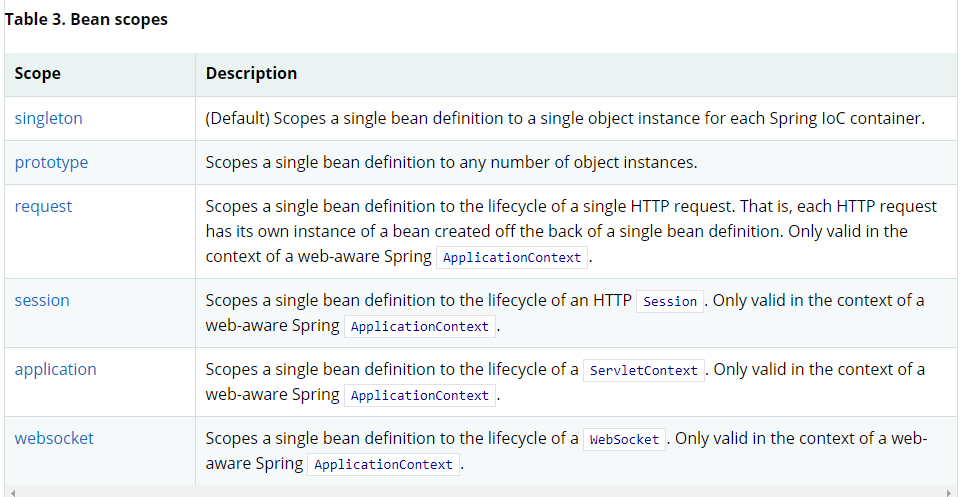 Table 3. Bean scopes
Scope Description
singleton (Default) Scopes a single bean definition to a single object instance for each Spring IoC container.
prototype Scopes a single bean definition to any number of object instances.
request Scopes a single bean definition to the lifecycle of a single HTTP request. That is, each HTTP request
has its own instance of a bean created off the back of a single bean definition. Only valid in the
context of a web-aware Spring ApplicationContext.
session Scopes a single bean definition to the lifecycle of an HTTP Session. Only valid in the context of a
web-aware Spring ApplicationContext.
application Scopes a single bean definition to the lifecycle of a ServletContext. Only valid in the context of a
web-aware Spring ApplicationContext.
websocket Scopes a single bean definition to the lifecycle of a WebSocket. Only valid in the context of a web-
aware Spring ApplicationContext.